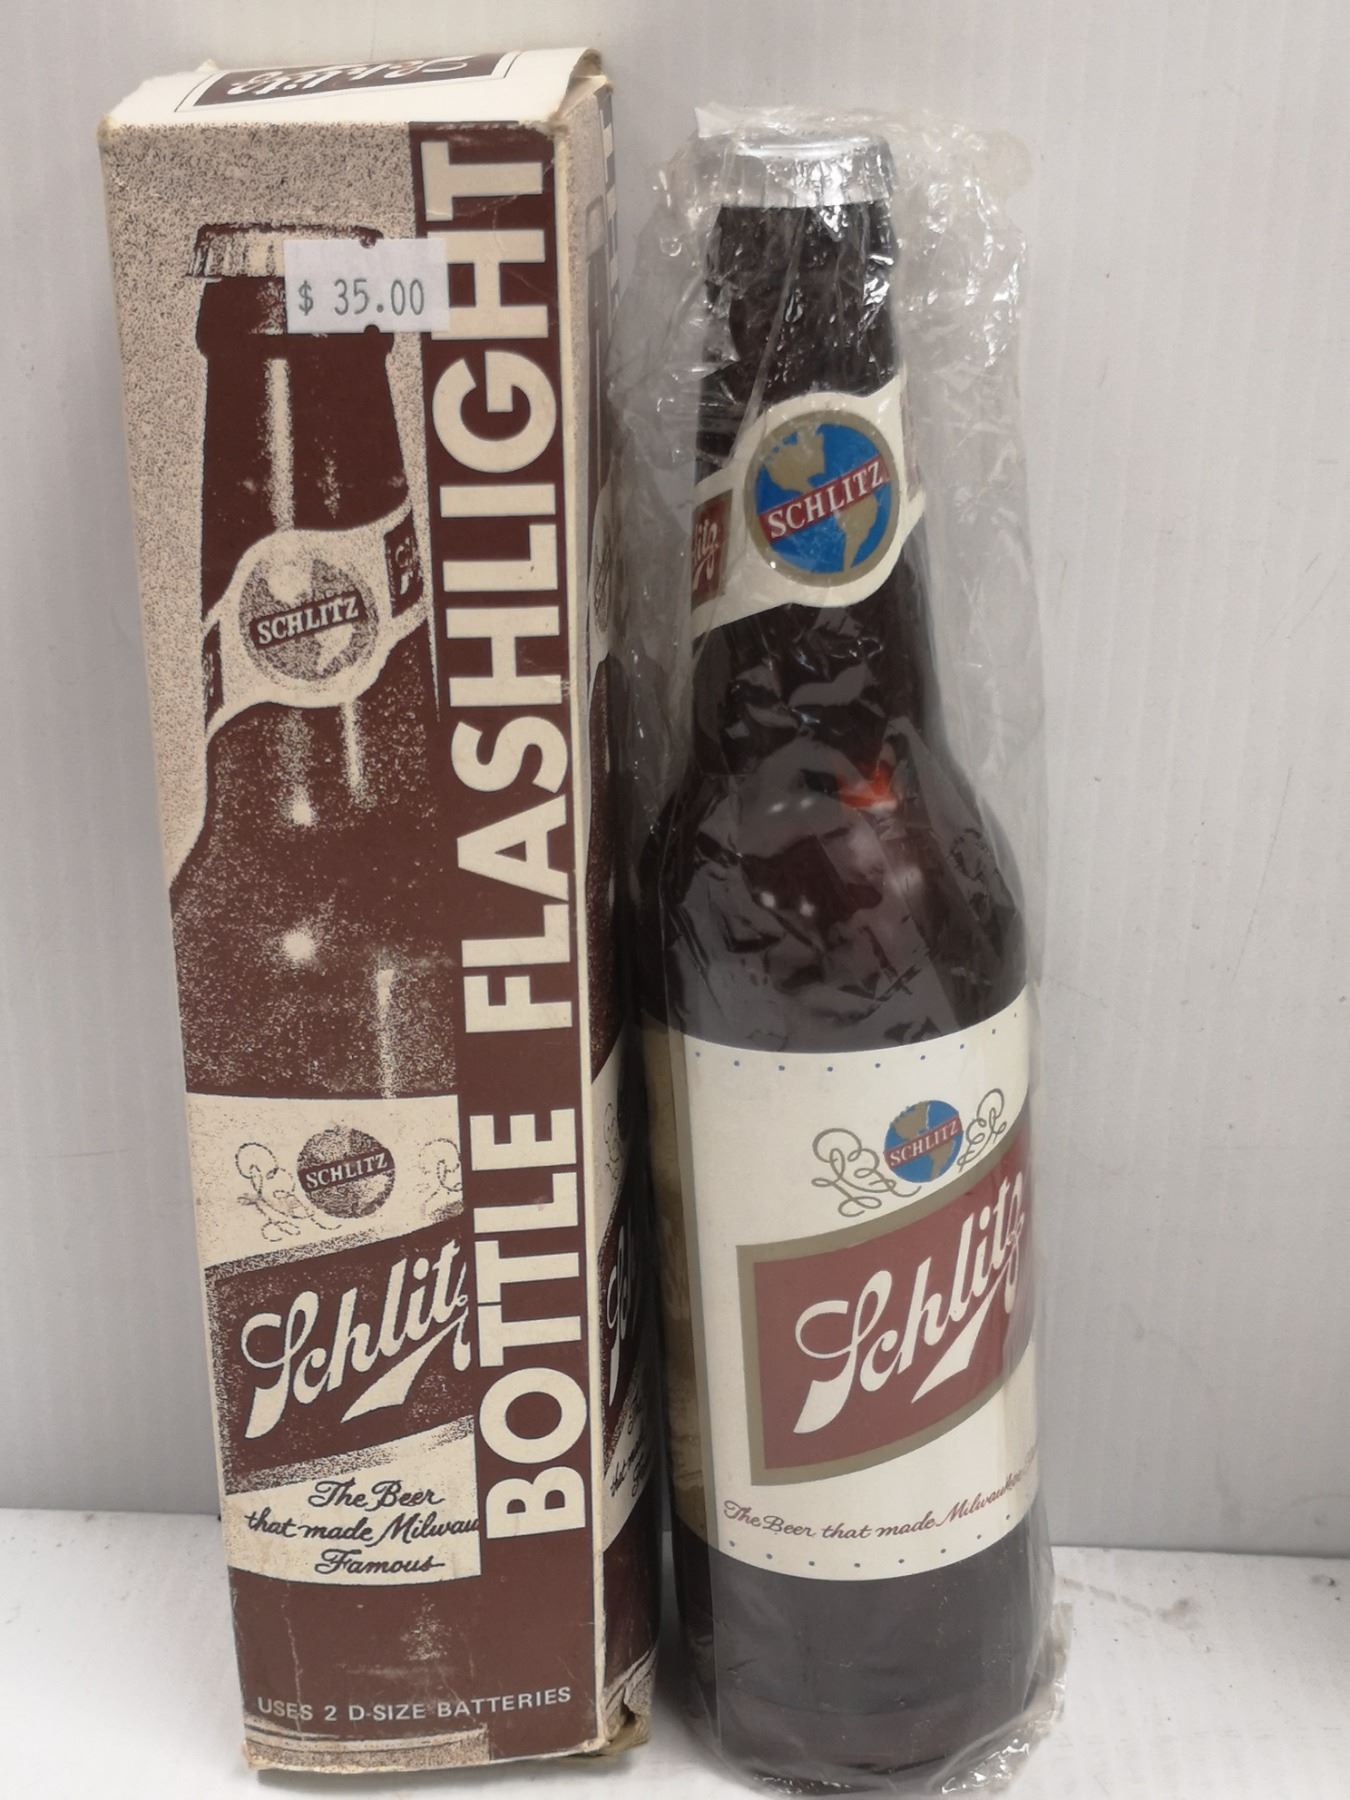 Schlitz
$ 35.00
BOTTLE FLASHLIGHT
SCHLITZ
SCHLITZ
Schlitz
The Beer
that made Milwau
Famous
USES 2 D-SIZE BATTERIES
SCHLITZ
SCHLITZ
Schlitz
The Beer that made Milwaukee